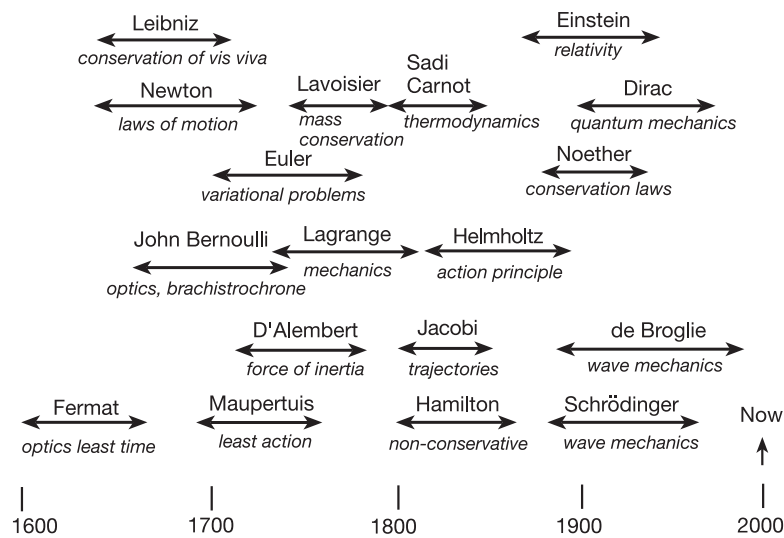 Leibniz
conservation of vis viva
Einstein
relativity
Newton
laws of motion
Lavoisier
mass
conservation
Sadi
Carnot
thermodynamics
Dirac
quantum mechanics
Euler
variational problems
Noether
conservation laws
John Bernoulli
optics, brachistrochrone
Lagrange
mechanics
Helmholtz
action principle
D'Alembert
force of inertia
Jacobi
trajectories
de Broglie
wave mechanics
Fermat
optics least time
Maupertuis
least action
Hamilton
non-conservative
Schrödinger
wave mechanics
Now
1600
1700
1800
1900
2000